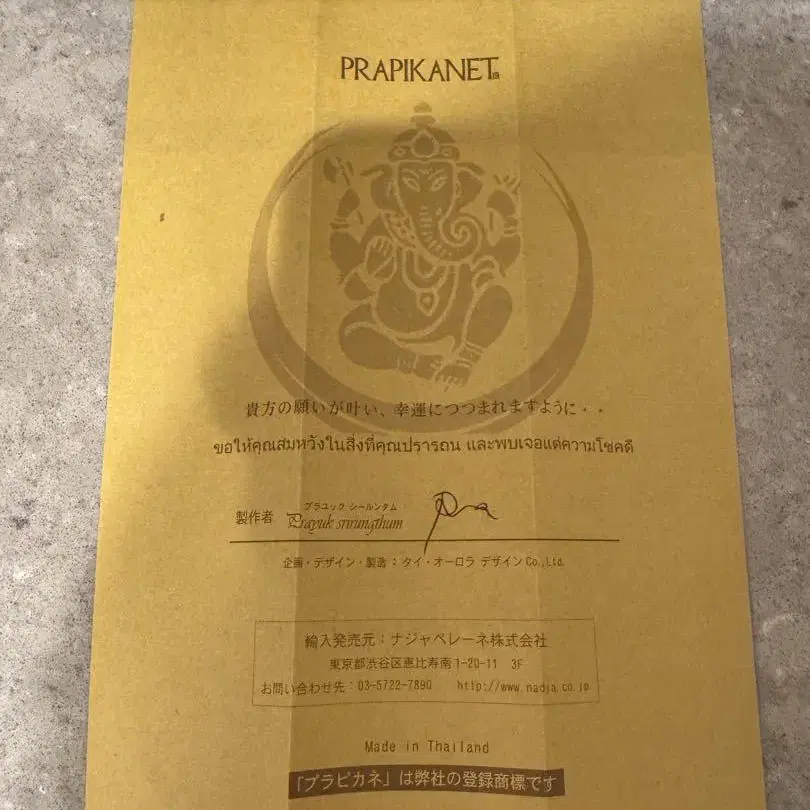 PRAPIKANET
貴方の願いが叶い、幸運につつまれますように・・
ขอให้คุณสมหวังในสิ่งที่คุณปรารถน และพบเจอแต่ความโชคดี
プラユック シールンタム
製作者 Prayuk srirungthum
企画・デザイン・製造：タイ・オーロラ デザイン Co.,Ltd.
輸入発売元：ナジャペレーネ株式会社
東京都渋谷区恵比寿南1-20-11 3F
お問い合わせ先：03-5722-7890 http://www.nadja.co.jp
Made in Thailand
「プラピカネ」は弊社の登録商標です